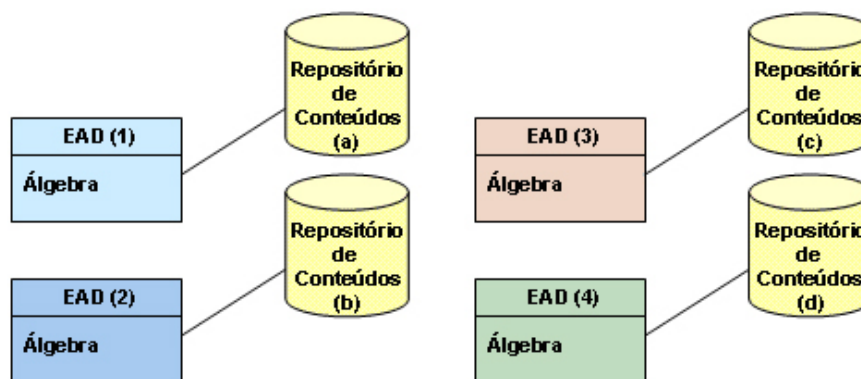 Repositório
de
Conteúdos
(a)
EAD (1)
Álgebra
Repositório
de
Conteúdos
(b)
EAD (2)
Álgebra
Repositório
de
Conteúdos
(c)
EAD (3)
Álgebra
Repositório
de
Conteúdos
(d)
EAD (4)
Álgebra